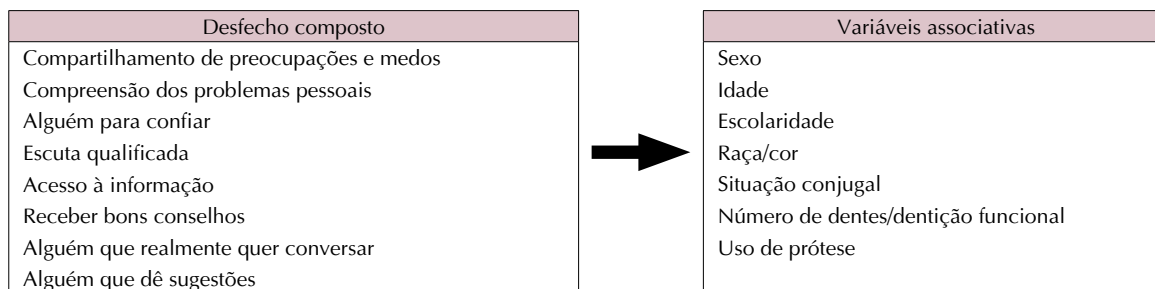 Desfecho composto
Compartilhamento de preocupações e medos
Compreensão dos problemas pessoais
Alguém para confiar
Escuta qualificada
Acesso à informação
Receber bons conselhos
Alguém que realmente quer conversar
Alguém que dê sugestões
Variáveis associativas
Sexo
Idade
Escolaridade
Raça/cor
Situação conjugal
Número de dentes/dentição funcional
Uso de prótese